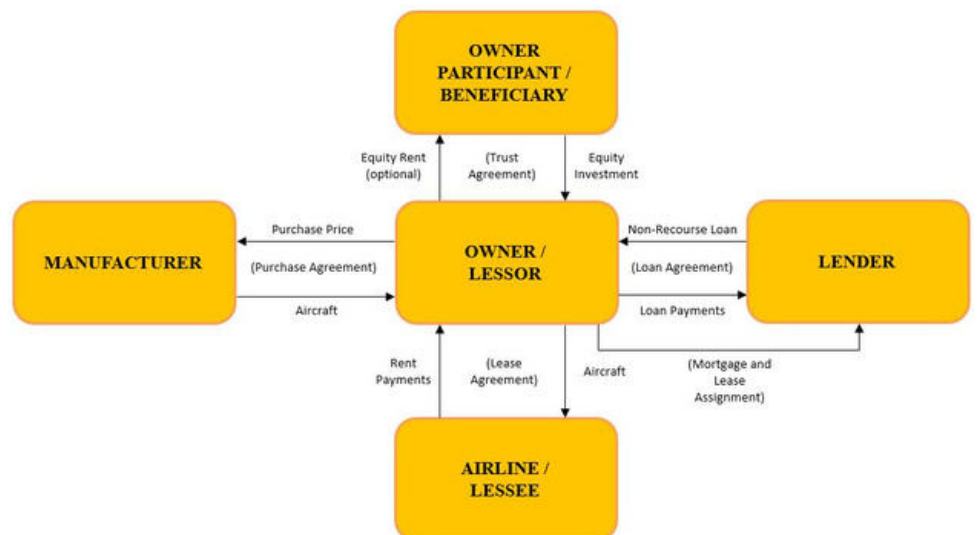 OWNER
PARTICIPANT /
BENEFICIARY
Equity Rent
(optional)
(Trust
Agreement)
Equity
Investment
MANUFACTURER
Purchase Price
(Purchase Agreement)
Aircraft
OWNER /
LESSOR
Non-Recourse Loan
(Loan Agreement)
Loan Payments
LENDER
Rent
Payments
(Lease
Agreement)
Aircraft
(Mortgage and
Lease
Assignment)
AIRLINE /
LESSEE